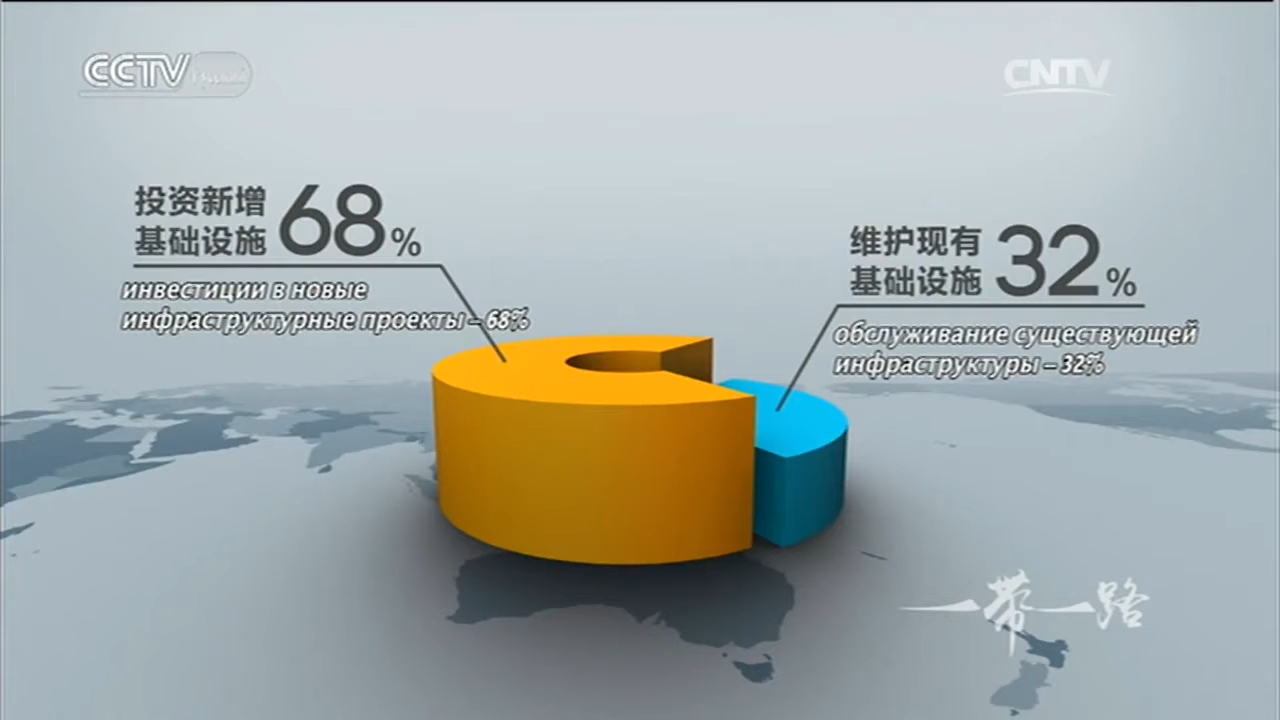 CCTV Русский
CNTV
投资新增
基础设施 68%
инвестиции в новые
инфраструктурные проекты – 68%
维护现有
基础设施 32%
обслуживание существующей
инфраструктуры – 32%
一带一路